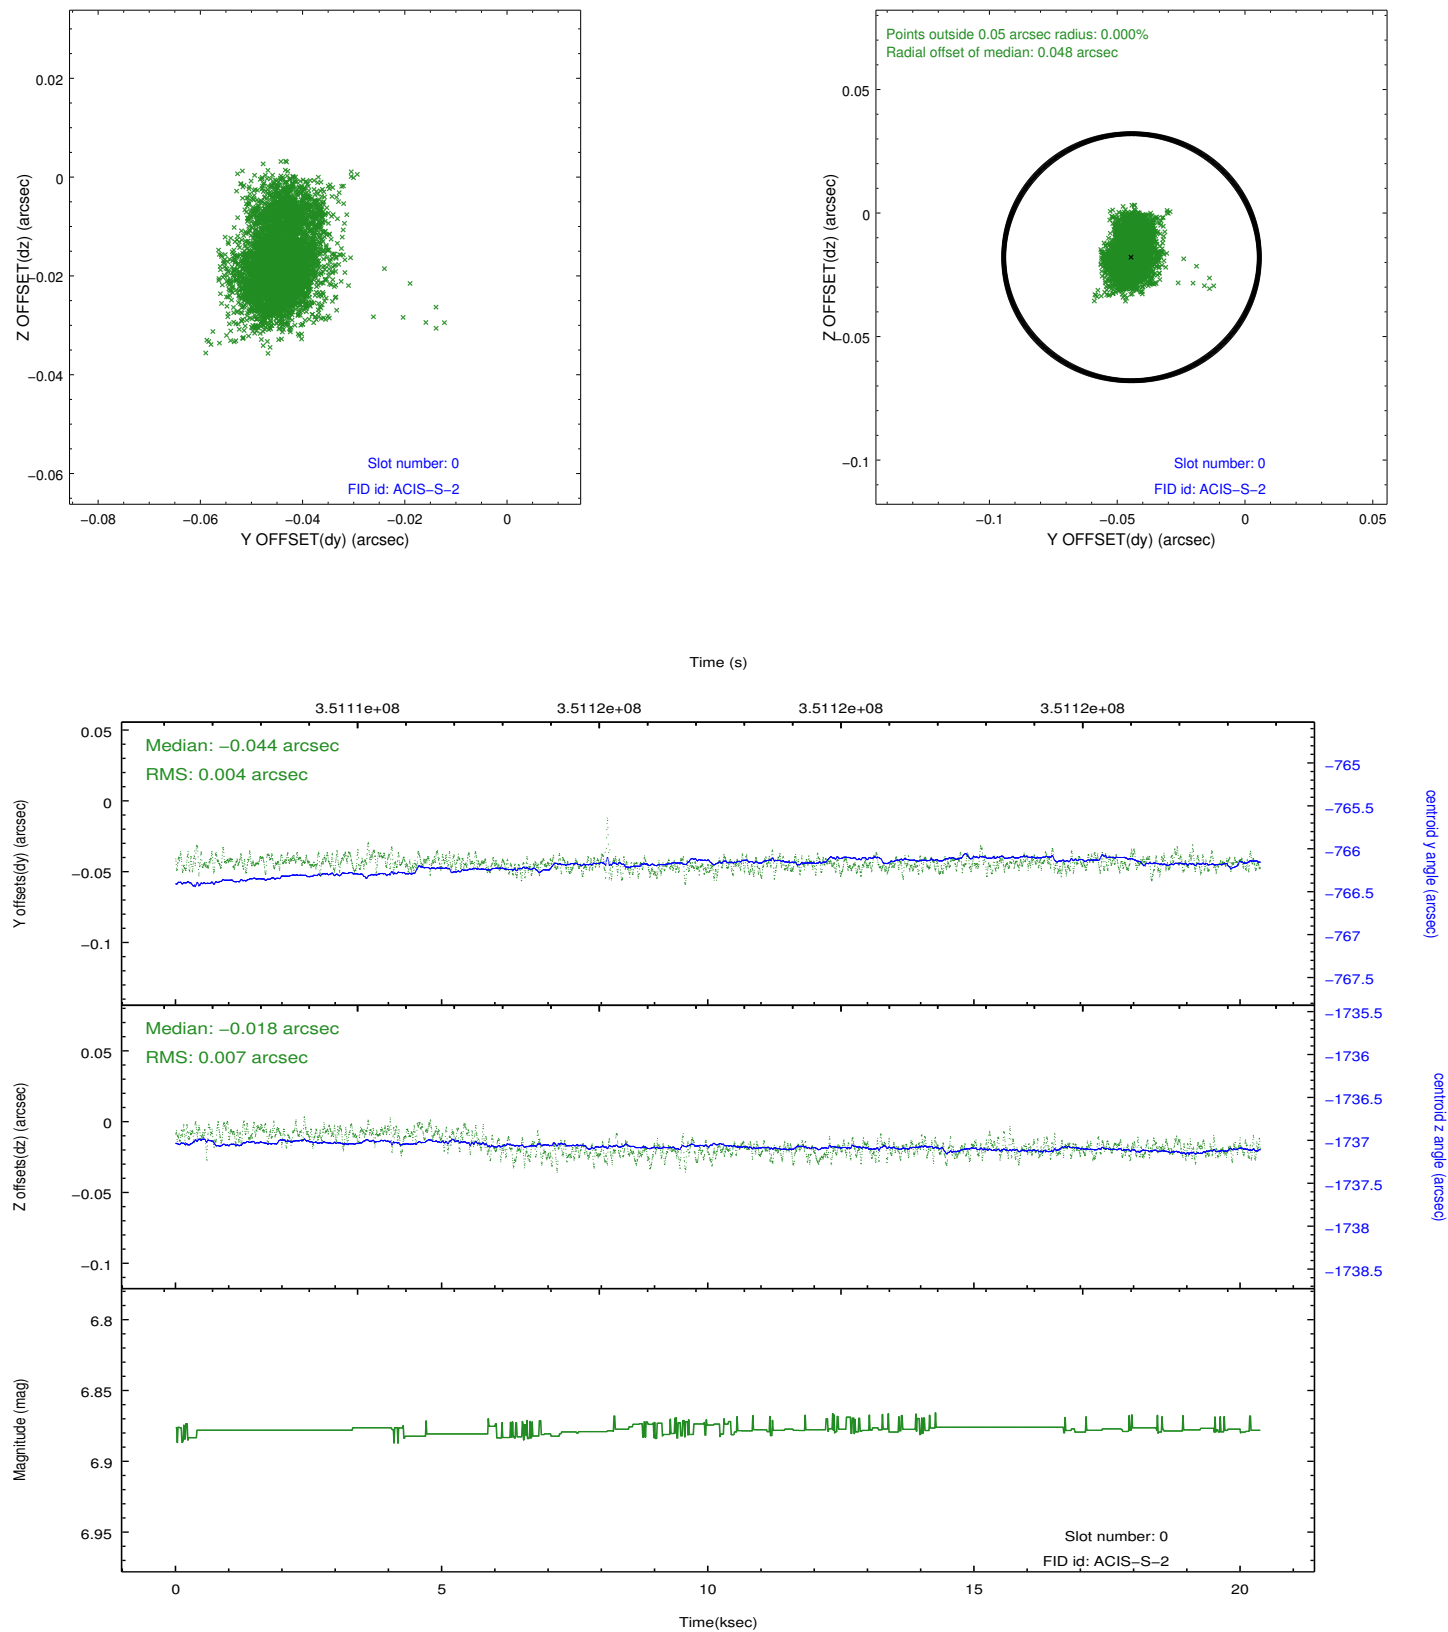 0.02
0
−0.02
−0.04
−0.06
Z OFFSET(dz) (arcsec)
Slot number: 0
FID id: ACIS−S−2
−0.08
−0.06
−0.04
−0.02
0
Y OFFSET(dy) (arcsec)
Points outside 0.05 arcsec radius: 0.000%
Radial offset of median: 0.048 arcsec
0.05
0
−0.05
−0.1
Z OFFSET(dz) (arcsec)
Slot number: 0
FID id: ACIS−S−2
−0.1
−0.05
0
0.05
Y OFFSET(dy) (arcsec)
Time (s)
3.5111e+08
3.5112e+08
3.5112e+08
3.5112e+08
Median: −0.044 arcsec
RMS: 0.004 arcsec
0.05
0
−0.05
−0.1
Y offsets(dy) (arcsec)
−765
−765.5
−766
−766.5
−767
−767.5
centroid y angle (arcsec)
Median: −0.018 arcsec
RMS: 0.007 arcsec
0.05
0
−0.05
−0.1
Z offsets(dz) (arcsec)
−1735.5
−1736
−1736.5
−1737
−1737.5
−1738
−1738.5
centroid z angle (arcsec)
6.8
6.85
6.9
6.95
Magnitude (mag)
Slot number: 0
FID id: ACIS−S−2
0
5
10
15
20
Time(ksec)